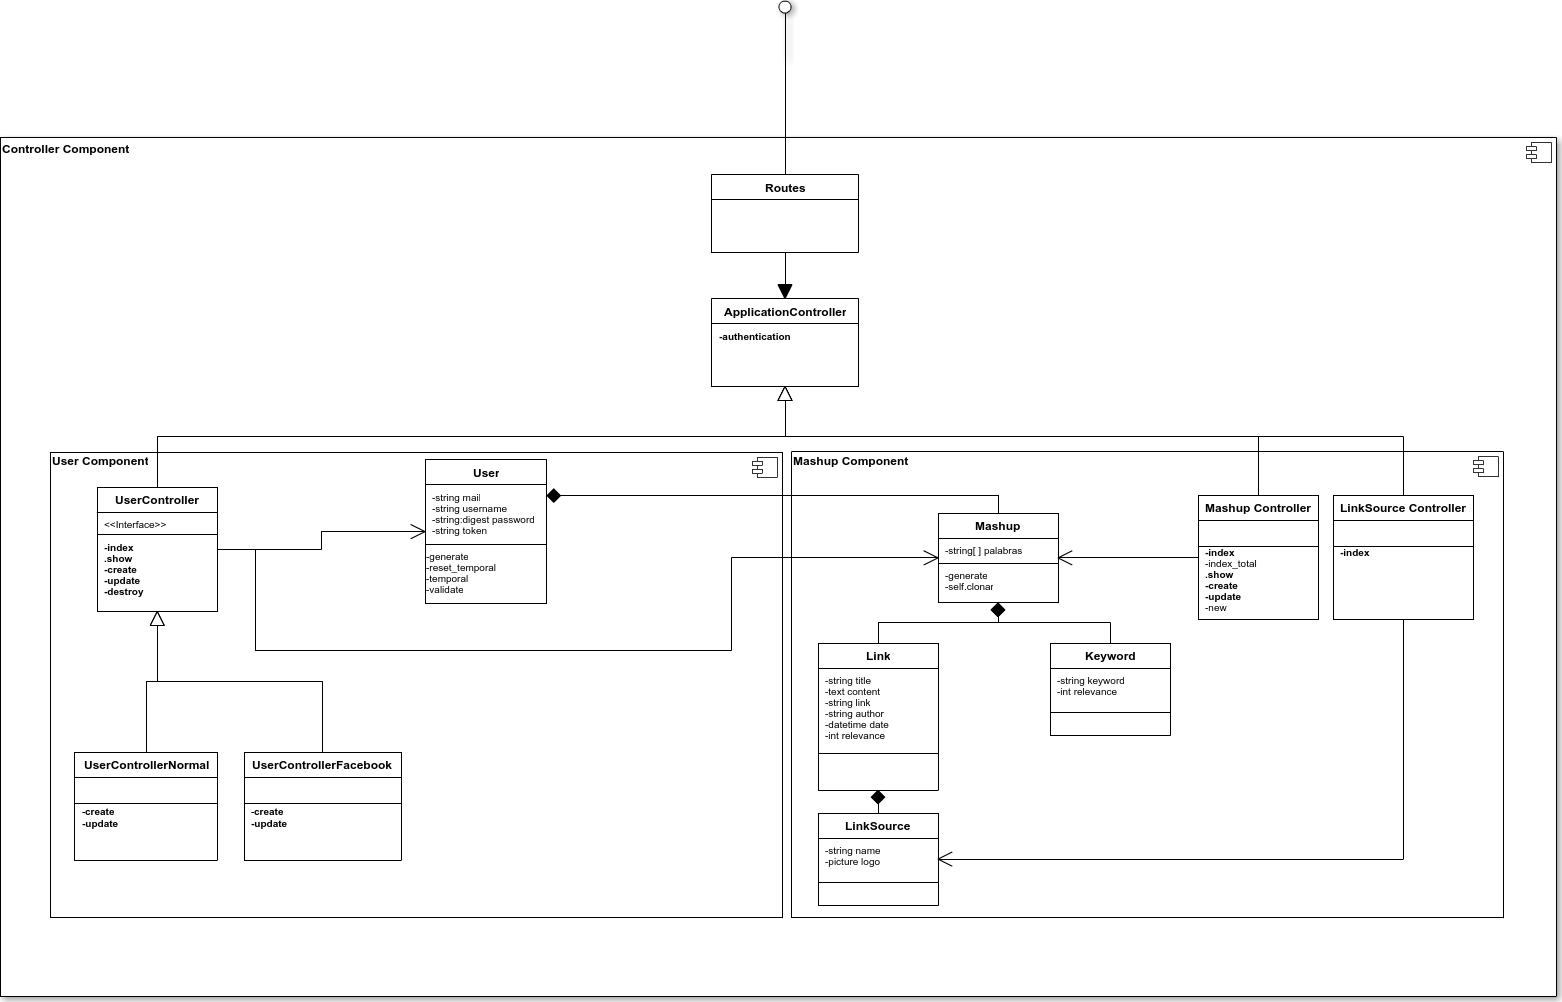 Controller Component
Routes
ApplicationController
-authentication
User Component
UserController
<<Interface>>
-index
.show
-create
-update
-destroy
User
-string mail
-string username
-string:digest password
-string token
-generate
-reset_temporal
-temporal
-validate
UserControllerNormal
-create
-update
UserControllerFacebook
-create
-update
Mashup Component
Mashup
-string[ ] palabras
-generate
-self.clonar
Mashup Controller
-index
-index_total
.show
-create
-update
-new
LinkSource Controller
-index
Link
-string title
-text content
-string link
-string author
-datetime date
-int relevance
Keyword
-string keyword
-int relevance
LinkSource
-string name
-picture logo